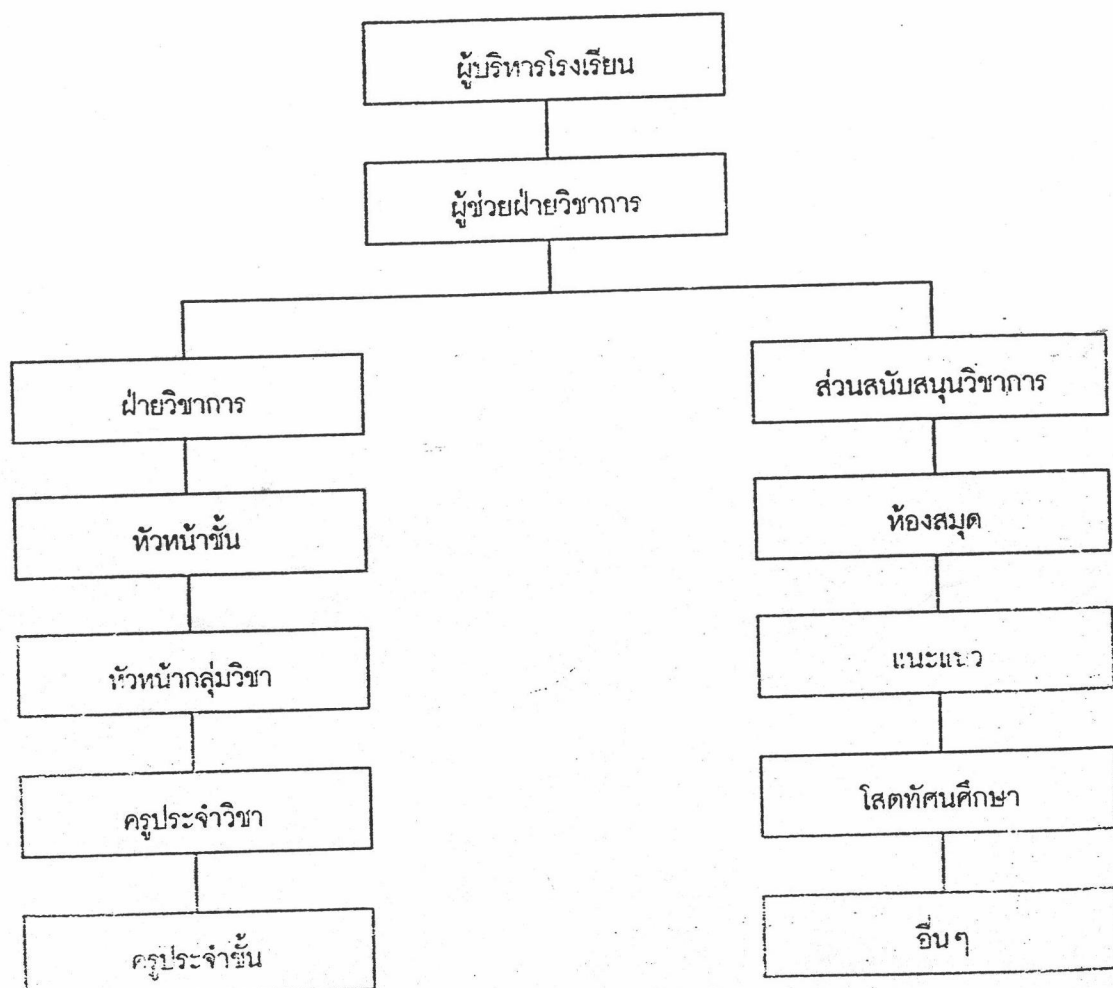 ผู้บริหารโรงเรียน
ผู้ช่วยฝ่ายวิชาการ
ฝ่ายวิชาการ
ส่วนสนับสนุนวิชาการ
หัวหน้าชั้น
ห้องสมุด
หัวหน้ากลุ่มวิชา
แนะแนว
ครูประจำวิชา
โสตทัศนศึกษา
ครูประจำชั้น
อื่นๆ